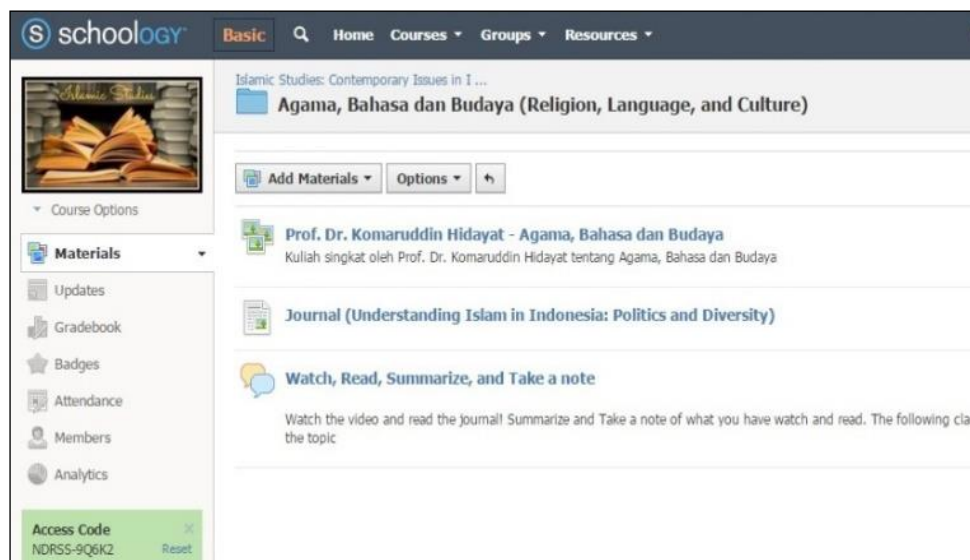 schoology Basic Home Courses Groups Resources
Islamic Studies
Course Options
Materials
Updates
Gradebook
Badges
Attendance
Members
Analytics
Access Code
NDRSS-9Q6K2 Reset
Islamic Studies: Contemporary Issues in I ...
Agama, Bahasa dan Budaya (Religion, Language, and Culture)
Add Materials Options
Prof. Dr. Komaruddin Hidayat - Agama, Bahasa dan Budaya
Kuliah singkat oleh Prof. Dr. Komaruddin Hidayat tentang Agama, Bahasa dan Budaya
Journal (Understanding Islam in Indonesia: Politics and Diversity)
Watch, Read, Summarize, and Take a note
Watch the video and read the journal! Summarize and Take a note of what you have watch and read. The following cla
the topic